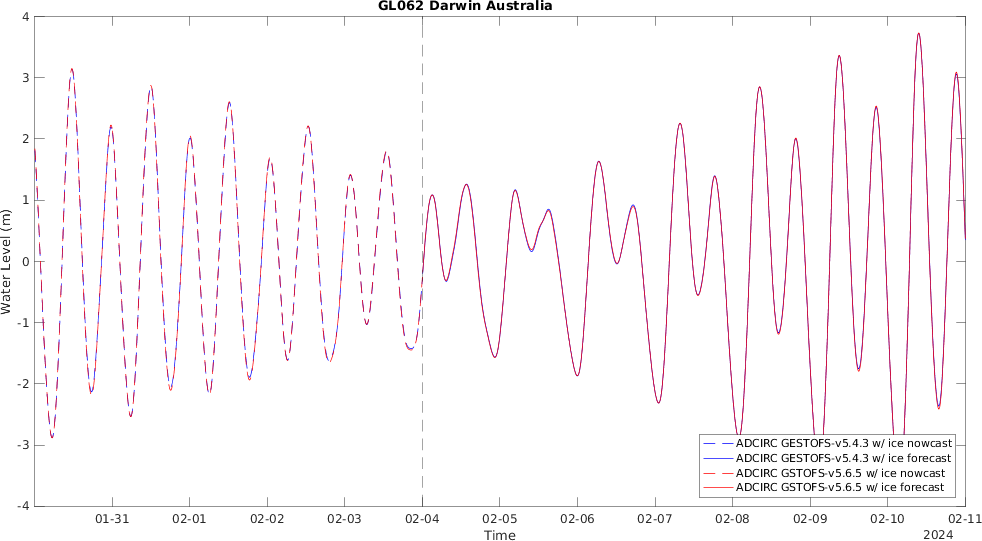 GL062 Darwin Australia
4
3
2
1
0
-1
-2
-3
-4
Water Level (m)
ADCIRC GESTOFS-v5.4.3 w/ ice nowcast
ADCIRC GESTOFS-v5.4.3 w/ ice forecast
ADCIRC GSTOFS-v5.6.5 w/ ice nowcast
ADCIRC GSTOFS-v5.6.5 w/ ice forecast
01-31 02-01 02-02 02-03 02-04 02-05 02-06 02-07 02-08 02-09 02-10 02-11
Time
2024